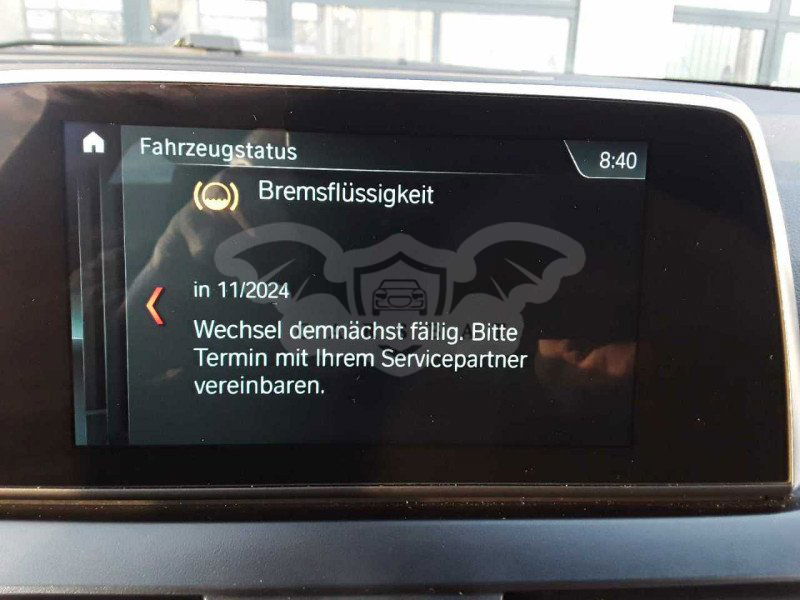 Fahrzeugstatus
8:40
Bremsflüssigkeit
in 11/2024
Wechsel demnächst fällig. Bitte
Termin mit Ihrem Servicepartner
vereinbaren.